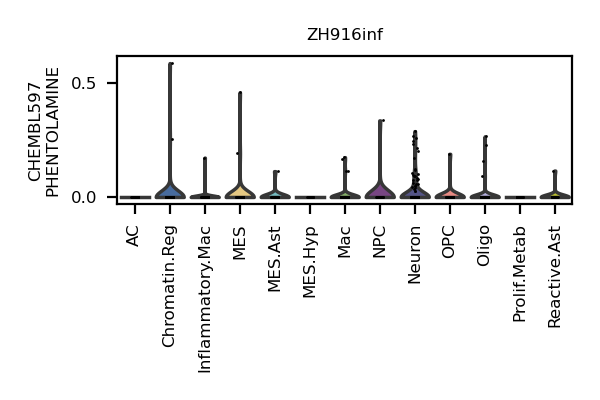 ZH916inf
CHEMBL597
PHENTOLAMINE
0.5
0.0
AC
Chromatin.Reg
Inflammatory.Mac
MES
MES.Ast
MES.Hyp
Mac
NPC
Neuron
OPC
Oligo
Prolif.Metab
Reactive.Ast